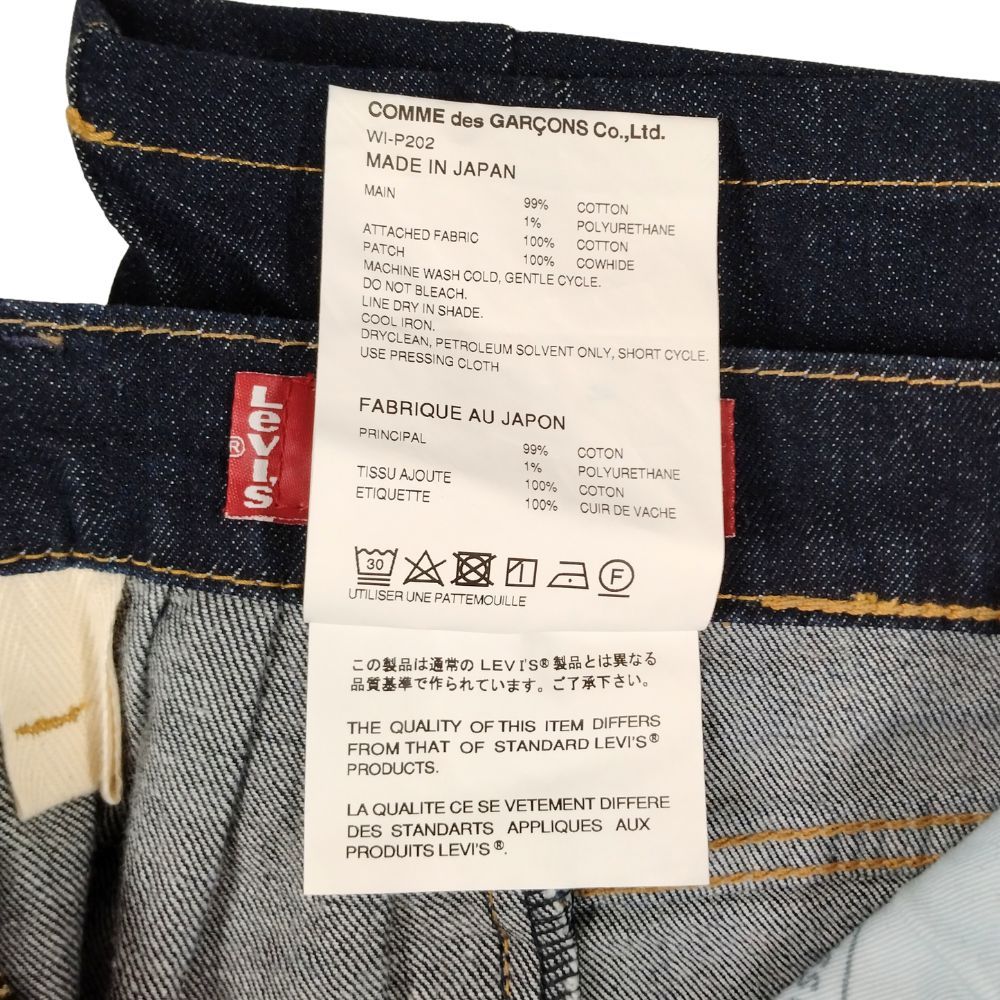 COMME des GARÇONS Co.,Ltd.
WI-P202
MADE IN JAPAN
MAIN 99% COTTON
1% POLYURETHANE
ATTACHED FABRIC 100% COTTON
PATCH 100% COWHIDE
MACHINE WASH COLD, GENTLE CYCLE.
DO NOT BLEACH.
LINE DRY IN SHADE.
COOL IRON.
DRYCLEAN, PETROLEUM SOLVENT ONLY, SHORT CYCLE.
USE PRESSING CLOTH
LEVI'S
®
FABRIQUE AU JAPON
PRINCIPAL 99% COTON
1% POLYURETHANE
TISSU AJOUTE 100% COTON
ETIQUETTE 100% CUIR DE VACHE
30 F
UTILISER UNE PATTEMOUILLE
この製品は通常の LEVI'S® 製品とは異なる
品質基準で作られています。ご了承下さい。
THE QUALITY OF THIS ITEM DIFFERS
FROM THAT OF STANDARD LEVI'S®
PRODUCTS.
LA QUALITE CE SE VETEMENT DIFFERE
DES STANDARTS APPLIQUES AUX
PRODUITS LEVI'S®.